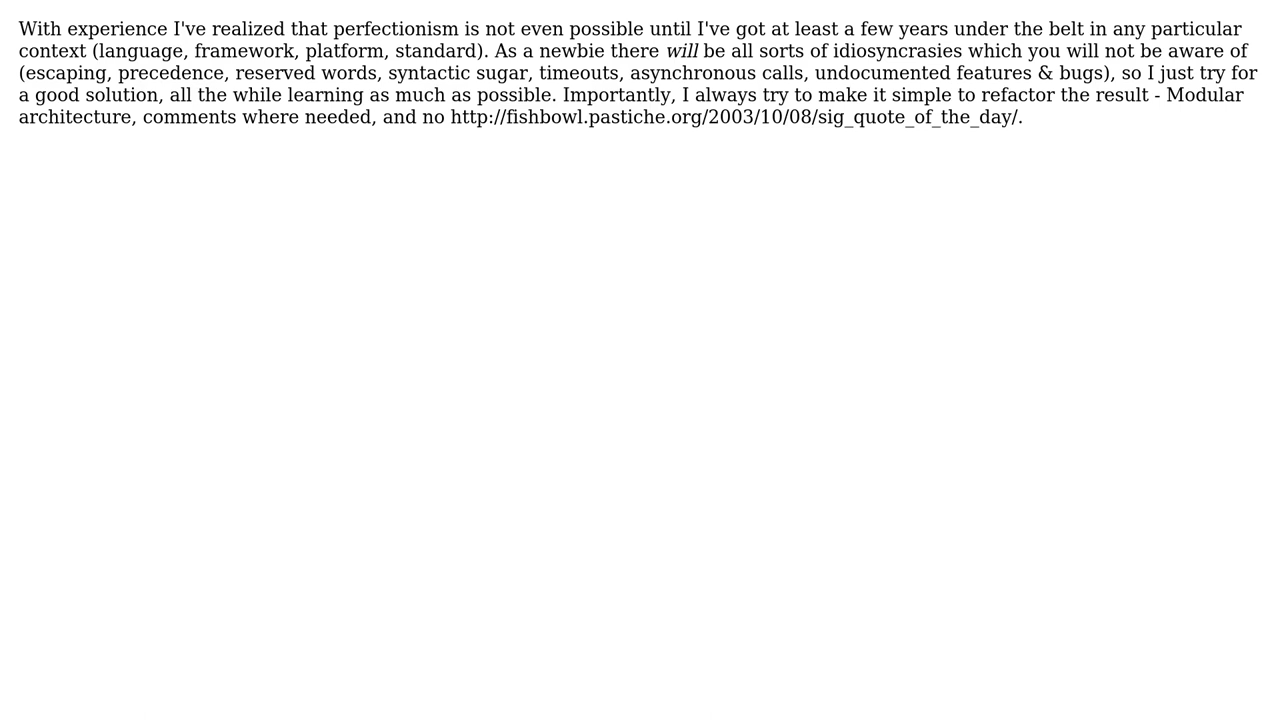 With experience I've realized that perfectionism is not even possible until I've got at least a few years under the belt in any particular
context (language, framework, platform, standard). As a newbie there will be all sorts of idiosyncrasies which you will not be aware of
(escaping, precedence, reserved words, syntactic sugar, timeouts, asynchronous calls, undocumented features & bugs), so I just try for
a good solution, all the while learning as much as possible. Importantly, I always try to make it simple to refactor the result - Modular
architecture, comments where needed, and no http://fishbowl.pastiche.org/2003/10/08/sig_quote_of_the_day/.